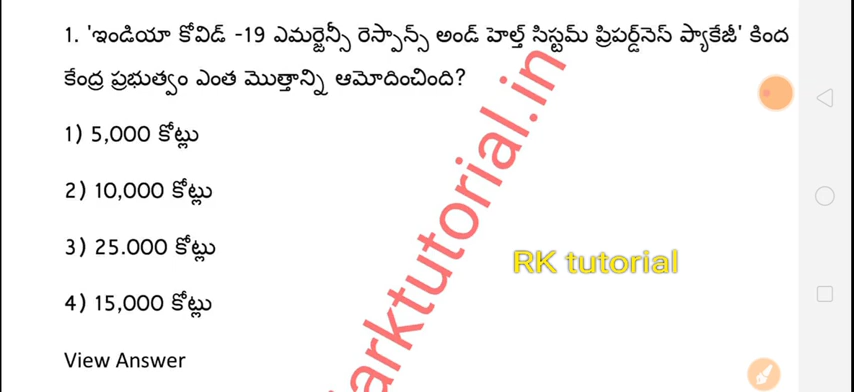 1. 'ఇండియా కోవిడ్ -19 ఎమర్జెన్సీ రెస్పాన్స్ అండ్ హెల్త్ సిస్టమ్ ప్రిపర్డ్‌నెస్ ప్యాకేజీ' కింద
కేంద్ర ప్రభుత్వం ఎంత మొత్తాన్ని ఆమోదించింది?
1) 5,000 కోట్లు
2) 10,000 కోట్లు
3) 25.000 కోట్లు
4) 15,000 కోట్లు
View Answer
RK tutorial
arktutorial.in